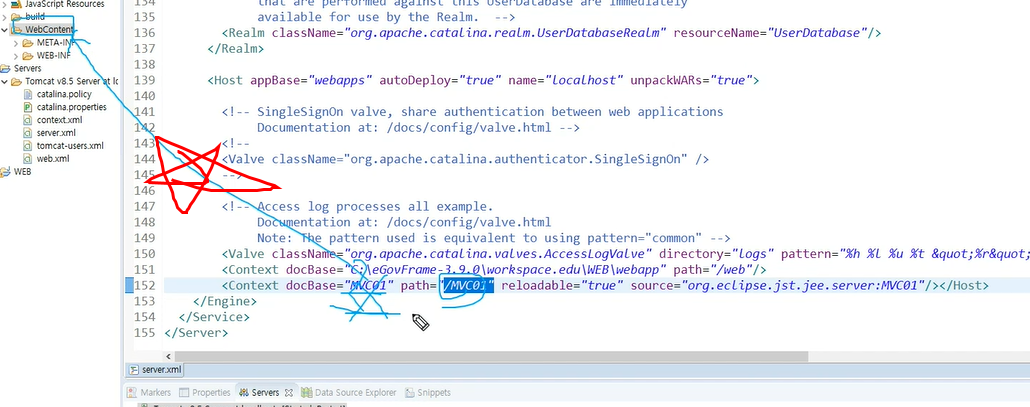 JavaScript Resources
build
WebContent
META-INF
WEB-INF
Servers
Tomcat v8.5 Server at lo
catalina.policy
catalina.properties
context.xml
server.xml
tomcat-users.xml
web.xml
WEB
134 that are performed against this UserDatabase are immediately
135 available for use by the Realm. -->
136 <Realm className="org.apache.catalina.realm.UserDatabaseRealm" resourceName="UserDatabase"/>
137 </Realm>
138
139 <Host appBase="webapps" autoDeploy="true" name="localhost" unpackWARs="true">
140
141 <!-- SingleSignOn valve, share authentication between web applications
142 Documentation at: /docs/config/valve.html -->
143 <!--
144 <Valve className="org.apache.catalina.authenticator.SingleSignOn" />
145 -->
146
147 <!-- Access log processes all example.
148 Documentation at: /docs/config/valve.html
149 Note: The pattern used is equivalent to using pattern="common" -->
150 <Valve className="org.apache.catalina.valves.AccessLogValve" directory="logs" pattern="%h %l %u %t &quot;%r&quot;
151 <Context docBase="C:\eGovFrame-3.9.0\workspace.edu\WEB\webapp" path="/web"/>
152 <Context docBase="MVC01" path="/MVC01" reloadable="true" source="org.eclipse.jst.jee.server:MVC01"/></Host>
153 </Engine>
154 </Service>
155 </Server>
server.xml
Markers Properties Servers Data Source Explorer Snippets